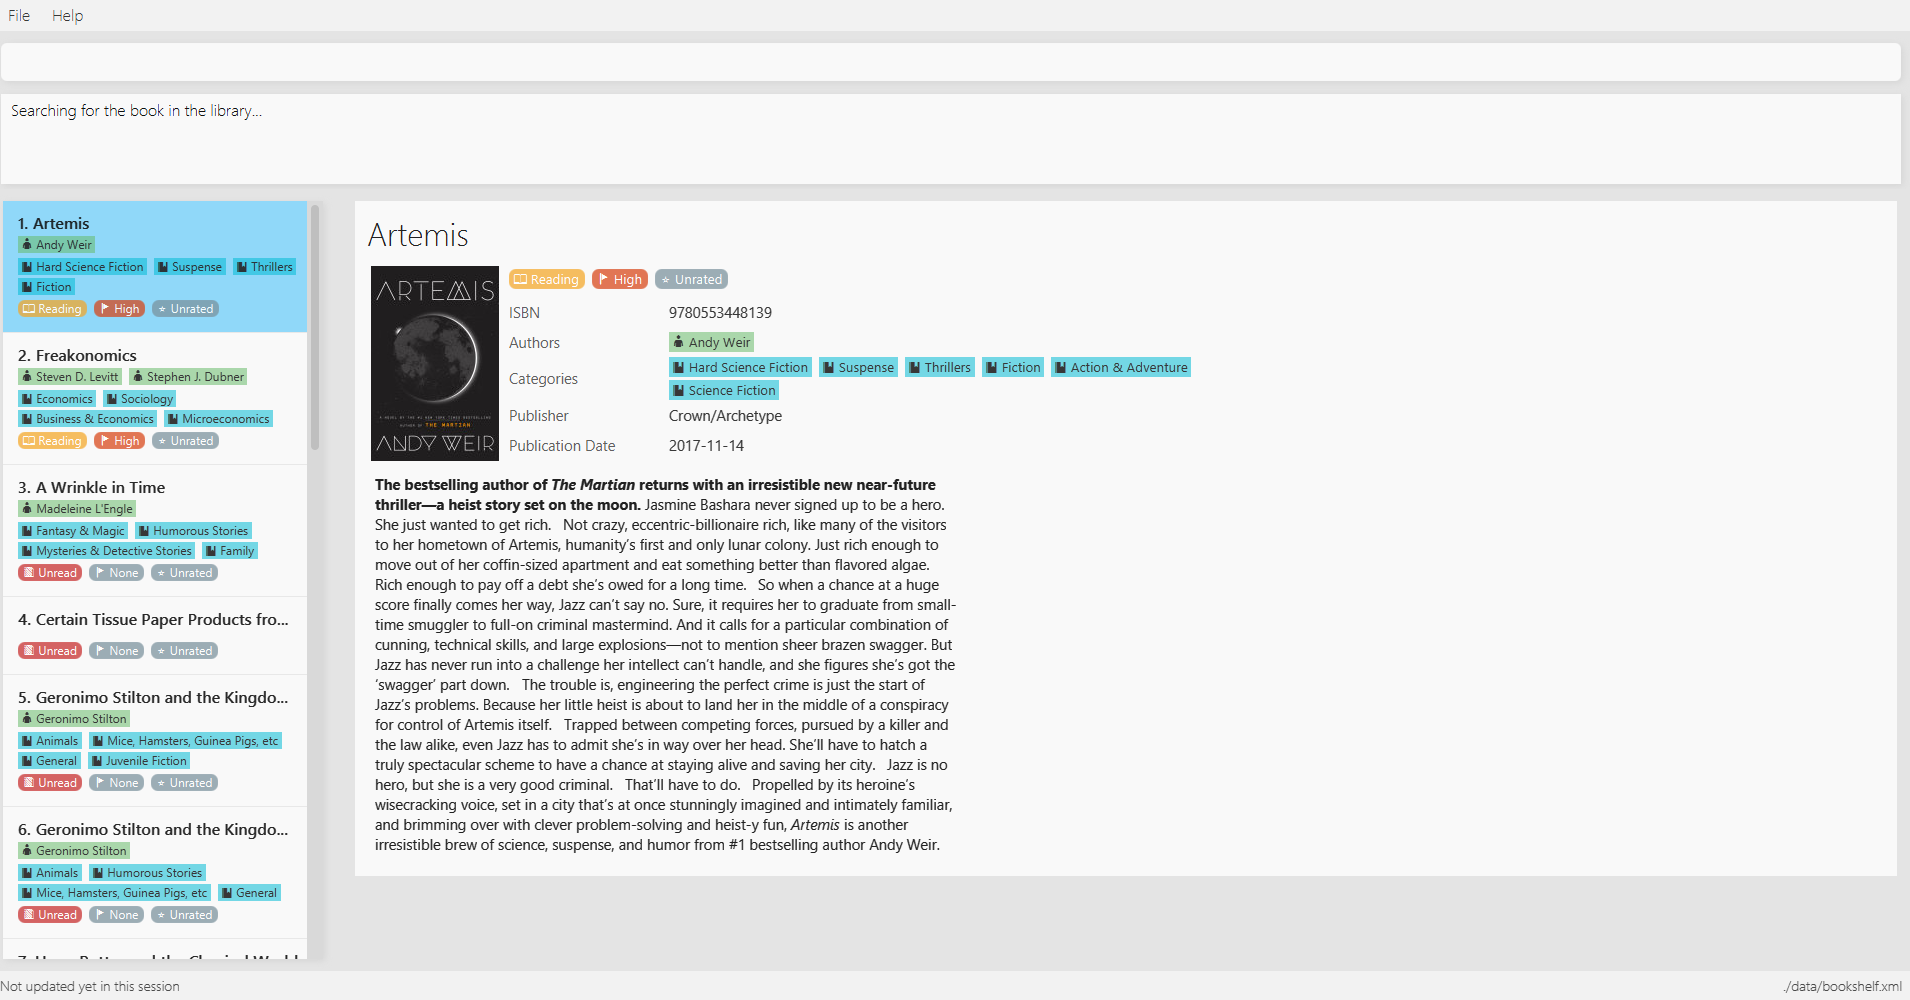 File Help
Searching for the book in the library...
1. Artemis
Andy Weir
Hard Science Fiction Suspense Thrillers
Fiction
Reading High Unrated
2. Freakonomics
Steven D. Levitt Stephen J. Dubner
Economics Sociology
Business & Economics Microeconomics
Reading High Unrated
3. A Wrinkle in Time
Madeleine L'Engle
Fantasy & Magic Humorous Stories
Mysteries & Detective Stories Family
Unread None Unrated
4. Certain Tissue Paper Products fro...
Unread None Unrated
5. Geronimo Stilton and the Kingdo...
Geronimo Stilton
Animals Mice, Hamsters, Guinea Pigs, etc
General Juvenile Fiction
Unread None Unrated
6. Geronimo Stilton and the Kingdo...
Geronimo Stilton
Animals Humorous Stories
Mice, Hamsters, Guinea Pigs, etc General
Unread None Unrated
Artemis
ARTEMIS
A NOVEL BY THE #1 NEW YORK TIMES BESTSELLING
AUTHOR OF THE MARTIAN
ANDY WEIR
Reading High Unrated
ISBN 9780553448139
Authors Andy Weir
Categories Hard Science Fiction Suspense Thrillers Fiction Action & Adventure
Science Fiction
Publisher Crown/Archetype
Publication Date 2017-11-14
The bestselling author of The Martian returns with an irresistible new near-future
thriller—a heist story set on the moon. Jasmine Bashara never signed up to be a hero.
She just wanted to get rich. Not crazy, eccentric-billionaire rich, like many of the visitors
to her hometown of Artemis, humanity’s first and only lunar colony. Just rich enough to
move out of her coffin-sized apartment and eat something better than flavored algae.
Rich enough to pay off a debt she’s owed for a long time. So when a chance at a huge
score finally comes her way, Jazz can’t say no. Sure, it requires her to graduate from small-
time smuggler to full-on criminal mastermind. And it calls for a particular combination of
cunning, technical skills, and large explosions—not to mention sheer brazen swagger. But
Jazz has never run into a challenge her intellect can’t handle, and she figures she’s got the
‘swagger’ part down. The trouble is, engineering the perfect crime is just the start of
Jazz’s problems. Because her little heist is about to land her in the middle of a conspiracy
for control of Artemis itself. Trapped between competing forces, pursued by a killer and
the law alike, even Jazz has to admit she’s in way over her head. She’ll have to hatch a
truly spectacular scheme to have a chance at staying alive and saving her city. Jazz is no
hero, but she is a very good criminal. That’ll have to do. Propelled by its heroine’s
wisecracking voice, set in a city that’s at once stunningly imagined and intimately familiar,
and brimming over with clever problem-solving and heist-y fun, Artemis is another
irresistible brew of science, suspense, and humor from #1 bestselling author Andy Weir.
Not updated yet in this session ./data/bookshelf.xml